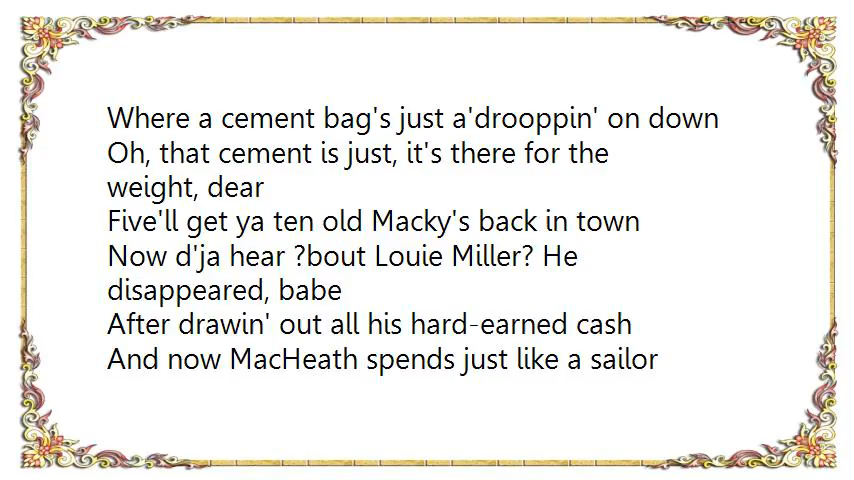 Where a cement bag's just a'drooppin' on down
Oh, that cement is just, it's there for the
weight, dear
Five'll get ya ten old Macky's back in town
Now d'ja hear ?bout Louie Miller? He
disappeared, babe
After drawin' out all his hard-earned cash
And now MacHeath spends just like a sailor